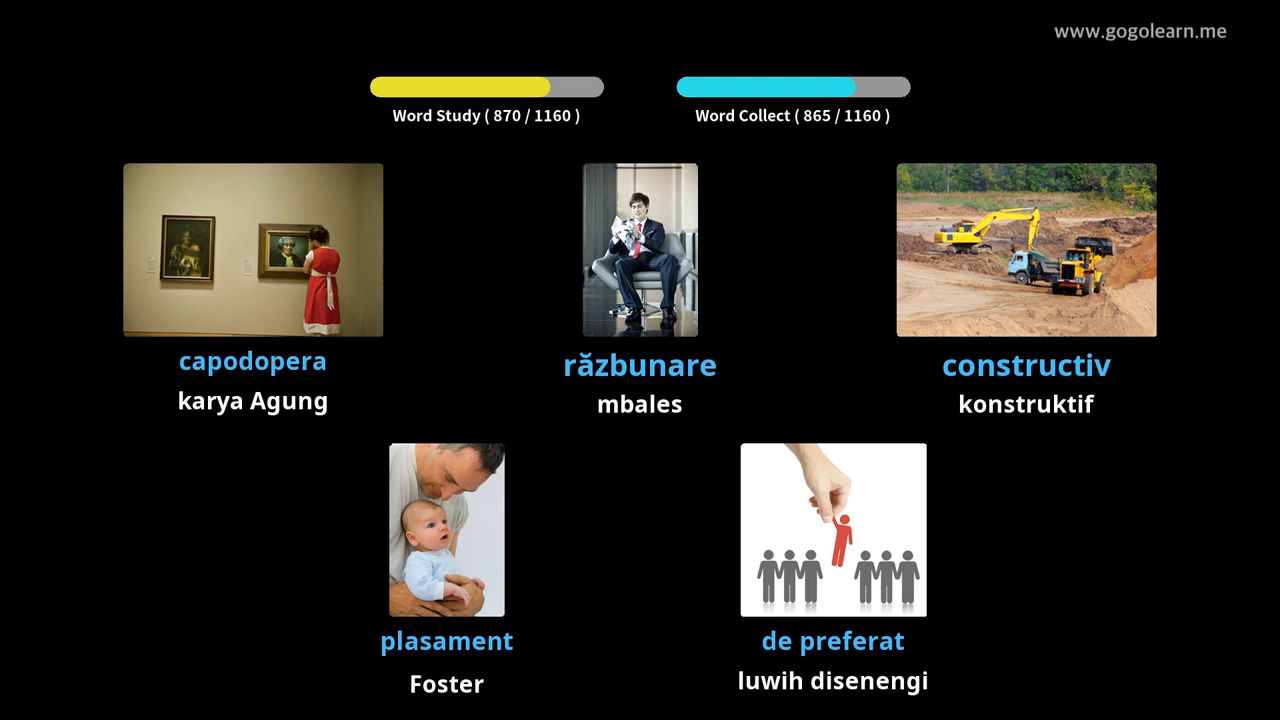 www.gogolearn.me
Word Study ( 870 / 1160 )
Word Collect ( 865 / 1160 )
capodopera
karya Agung
răzbunare
mbales
constructiv
konstruktif
plasament
Foster
de preferat
luwih disenengi